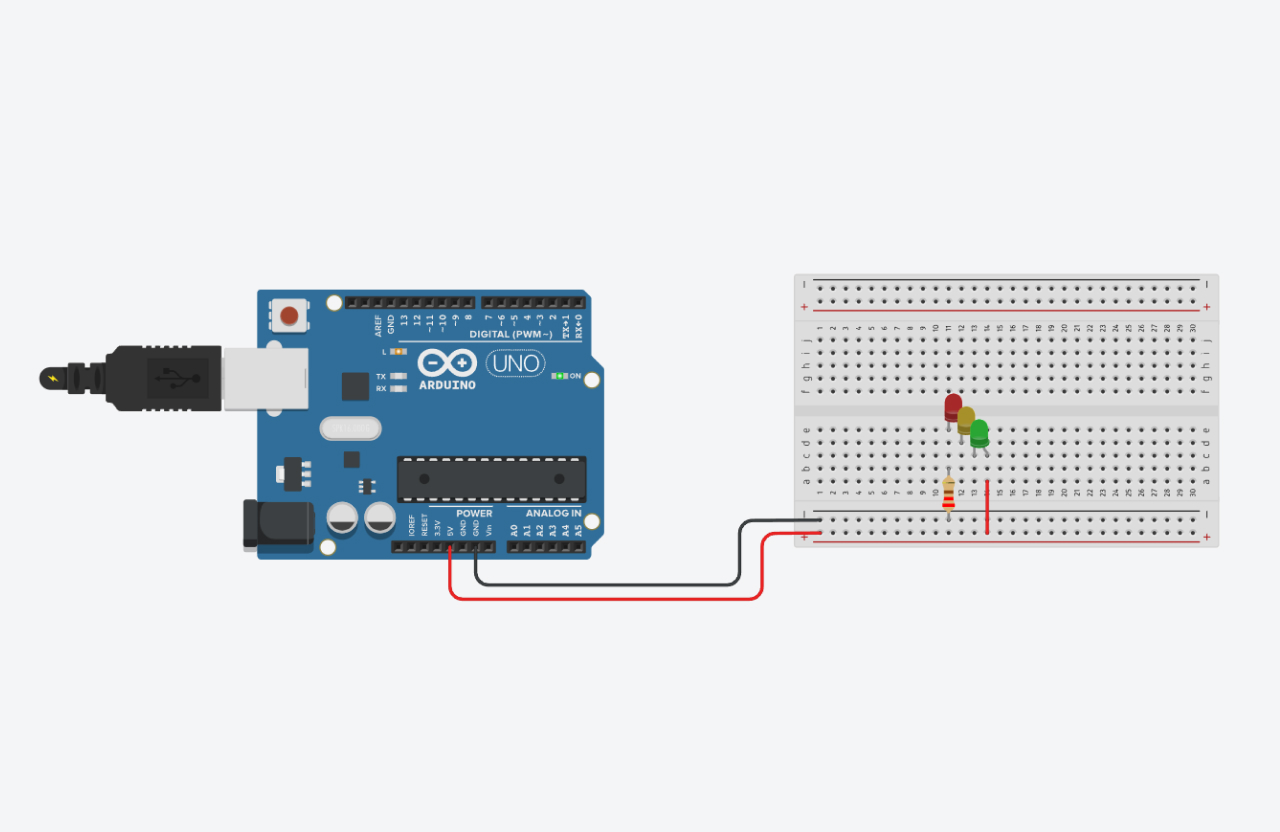 AREF
GND
13
12
~11
~10
~9
8
7
~6
~5
4
~3
2
TX→1
RX←0
DIGITAL (PWM~)
L
TX
RX
ARDUINO
UNO
ON
POWER
ANALOG IN
IOREF
RESET
3.3V
5V
GND
GND
Vin
A0
A1
A2
A3
A4
A5
− −
+ +
1 2 3 4 5 6 7 8 9 10 11 12 13 14 15 16 17 18 19 20 21 22 23 24 25 26 27 28 29 30
j j
i i
h h
g g
f f
e e
d d
c c
b b
a a
1 2 3 4 5 6 7 8 9 10 11 12 13 14 15 16 17 18 19 20 21 22 23 24 25 26 27 28 29 30
− −
+ +